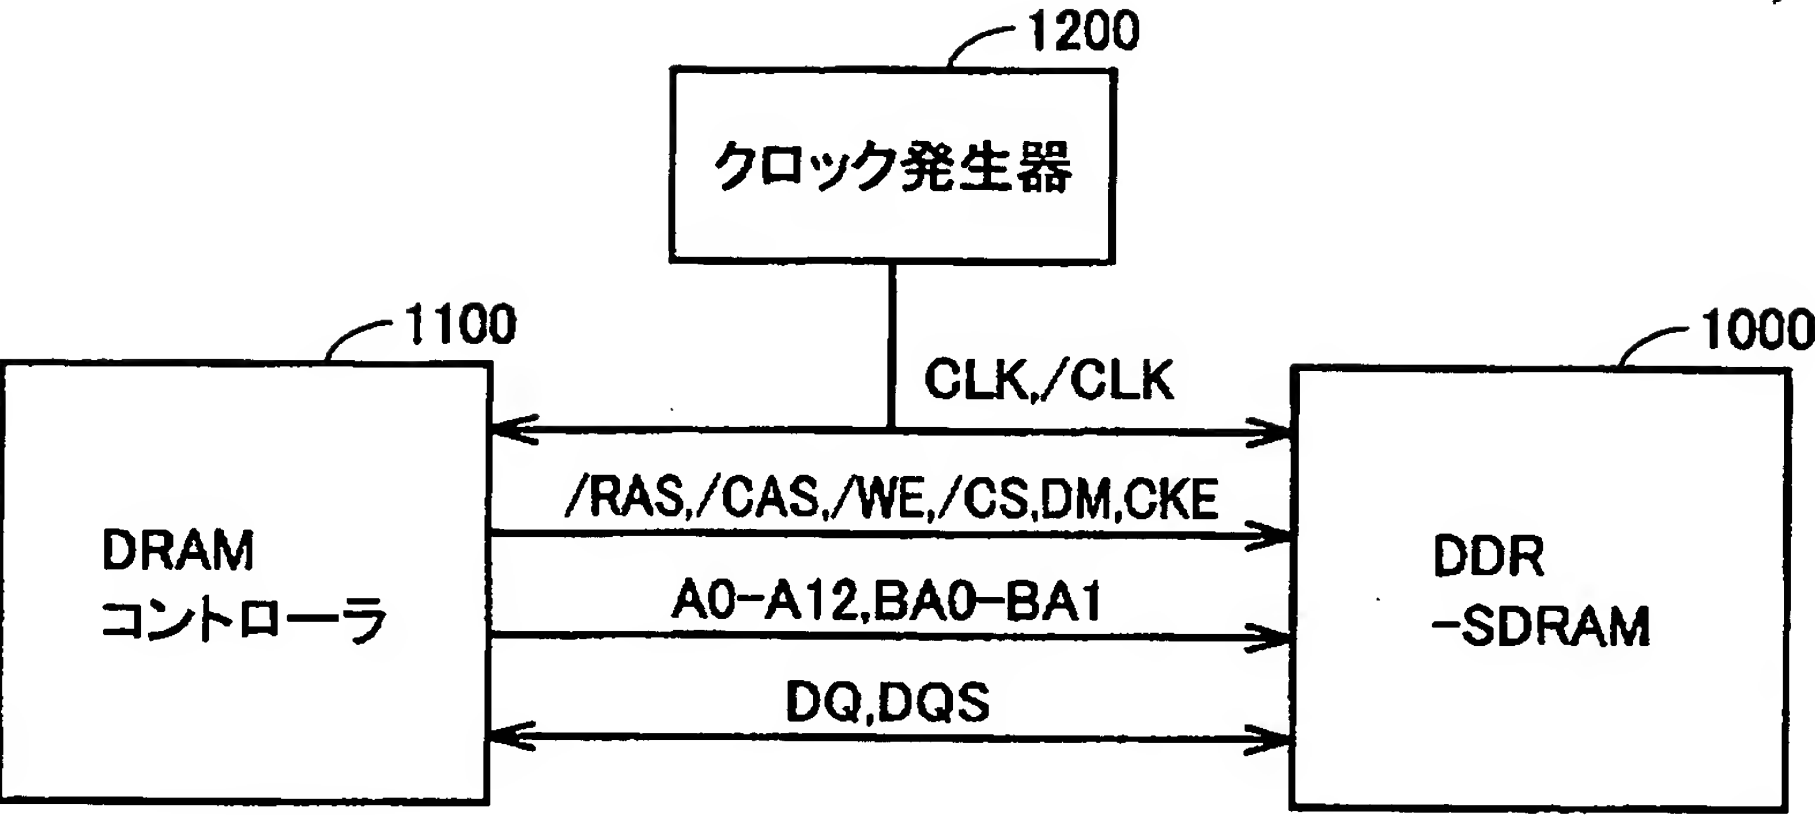 1200
クロック発生器
1100
1000
CLK,/CLK
/RAS,/CAS,/WE,/CS,DM,CKE
DRAM
コントローラ
A0-A12,BA0-BA1
DDR
-SDRAM
DQ,DQS